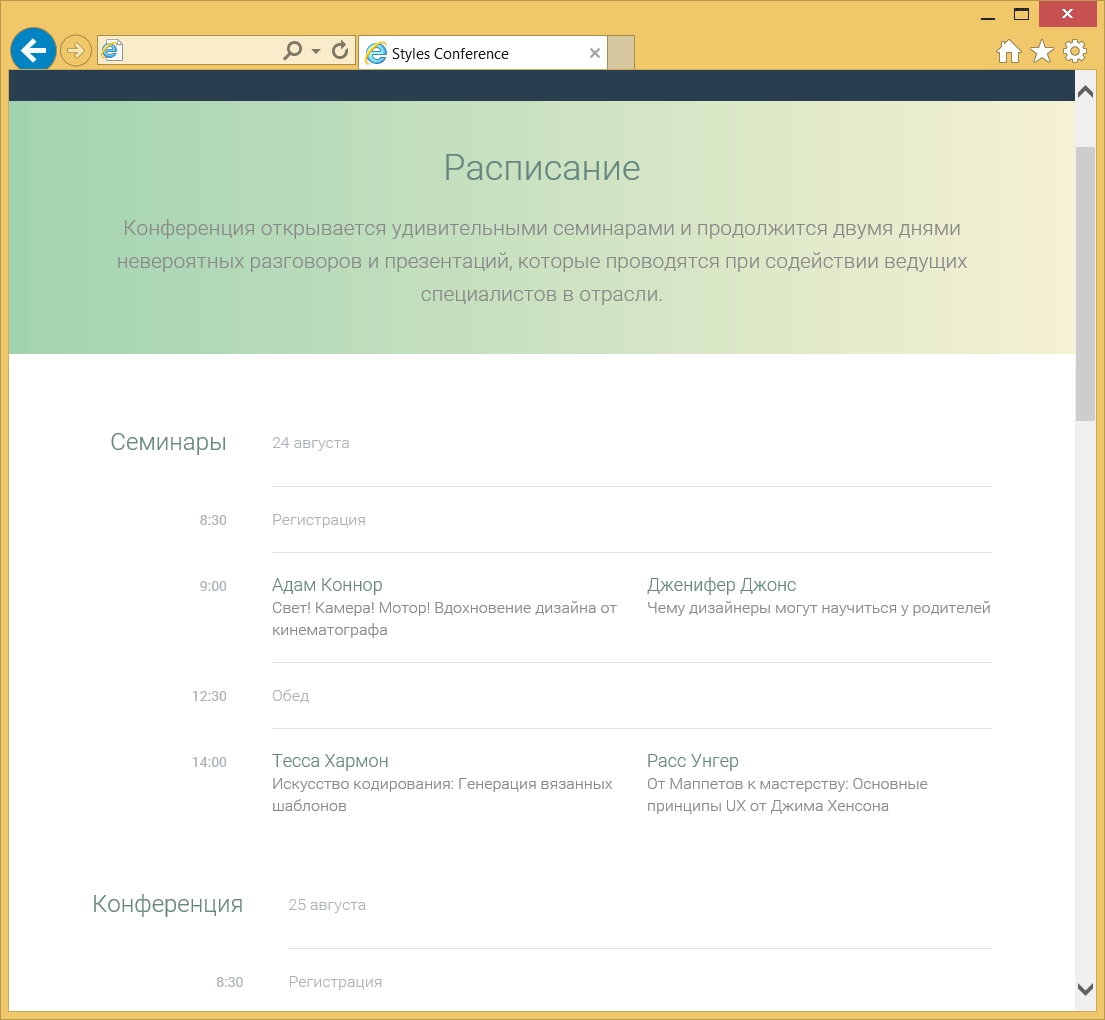 Styles Conference
Расписание
Конференция открывается удивительными семинарами и продолжится двумя днями
невероятных разговоров и презентаций, которые проводятся при содействии ведущих
специалистов в отрасли.
Семинары 24 августа
8:30 Регистрация
9:00 Адам Коннор Дженифер Джонс
Свет! Камера! Мотор! Вдохновение дизайна от Чему дизайнеры могут научиться у родителей
кинематографа
12:30 Обед
14:00 Тесса Хармон Расс Унгер
Искусство кодирования: Генерация вязанных От Маппетов к мастерству: Основные
шаблонов принципы UX от Джима Хенсона
Конференция 25 августа
8:30 Регистрация